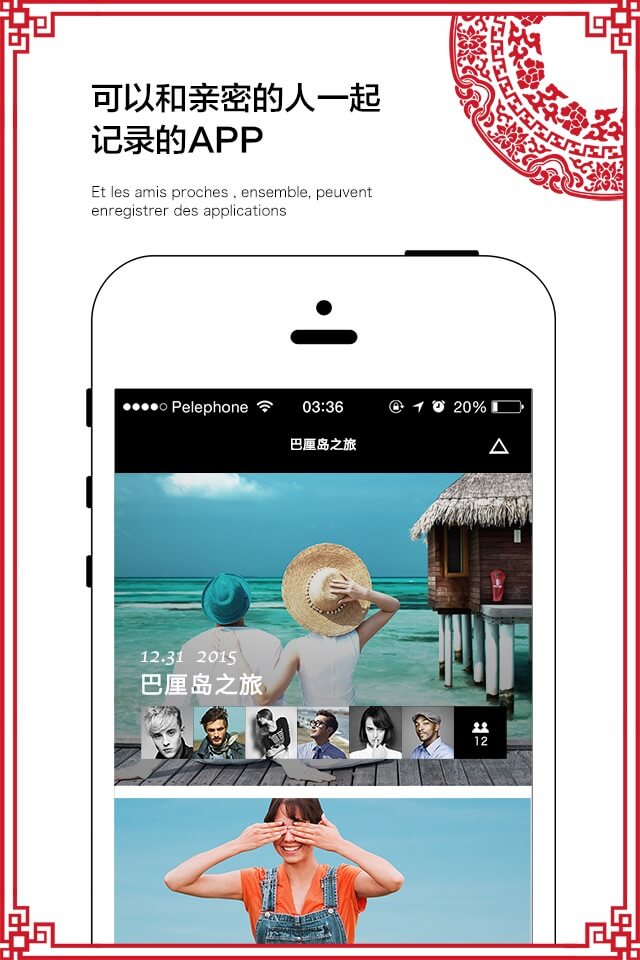 可以和亲密的人一起
记录的APP
Et les amis proches , ensemble, peuvent
enregistrer des applications
Pelephone 03:36 20%
巴厘岛之旅
12.31 2015
巴厘岛之旅
12